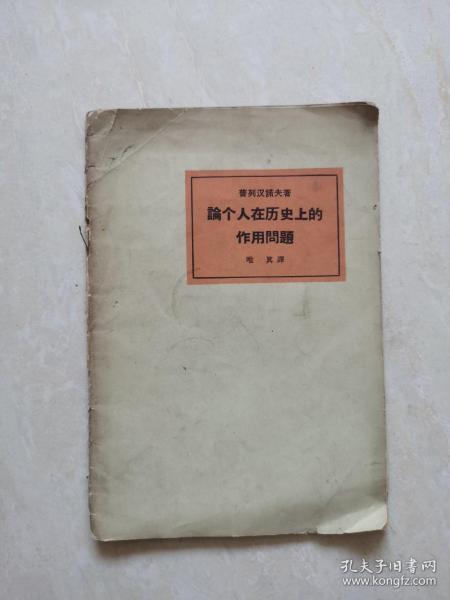 普列汉諾夫著
論个人在历史上的
作用問題
唯真譯
孔夫子旧书网
www.kongfz.com